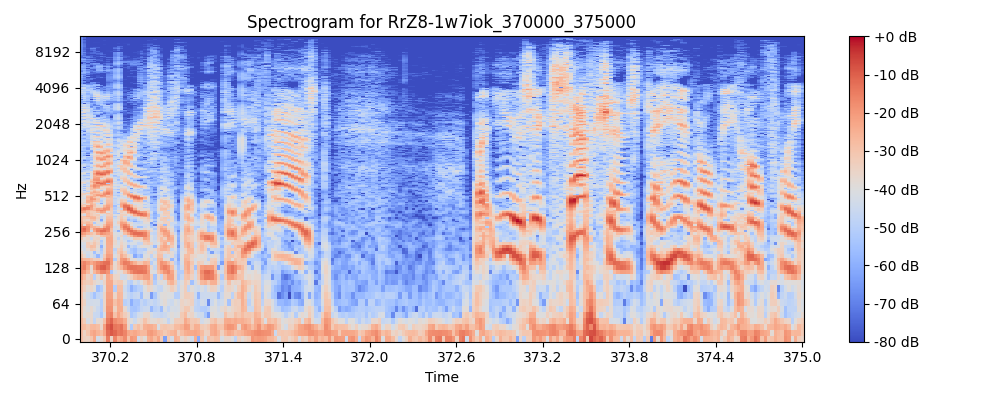 Spectrogram for RrZ8-1w7iok_370000_375000
8192
4096
2048
1024
512
256
128
64
0
Hz
370.2 370.8 371.4 372.0 372.6 373.2 373.8 374.4 375.0
Time
+0 dB
-10 dB
-20 dB
-30 dB
-40 dB
-50 dB
-60 dB
-70 dB
-80 dB